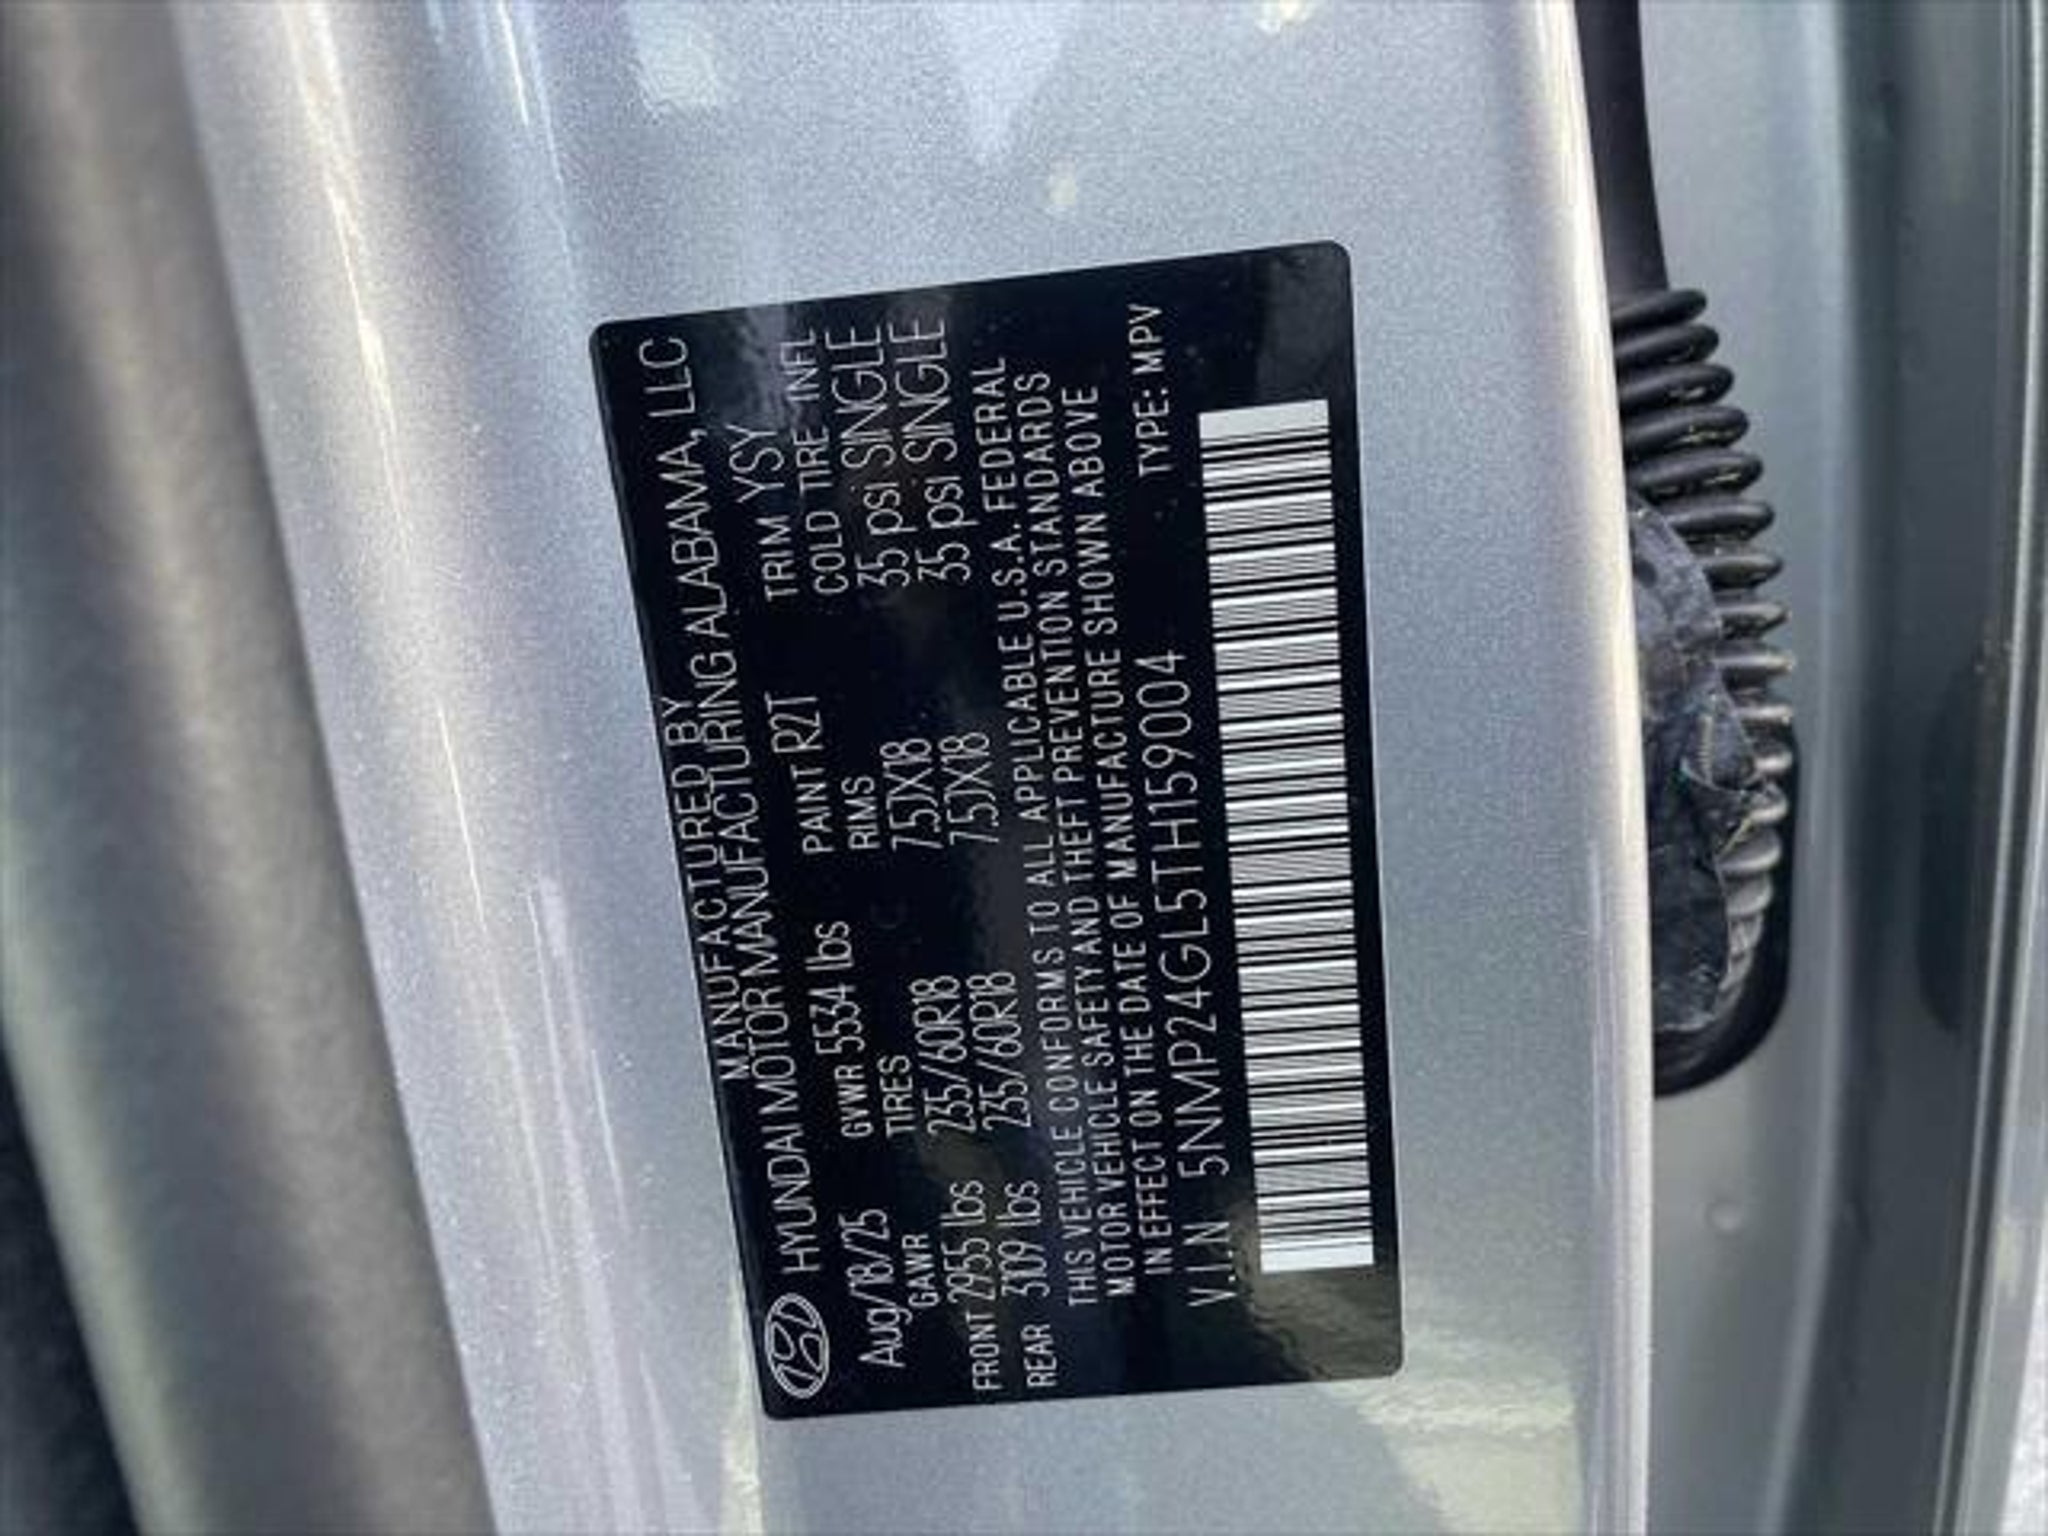 MANUFACTURED BY
HYUNDAI MOTOR MANUFACTURING ALABAMA, LLC
Aug/18/25 GVWR 5534 lbs PAINT R2T TRIM YSY
GAWR TIRES RIMS COLD TIRE INFL
FRONT 2955 lbs 235/60R18 7.5JX18 35 psi SINGLE
REAR 3109 lbs 235/60R18 7.5JX18 35 psi SINGLE
THIS VEHICLE CONFORMS TO ALL APPLICABLE U.S.A. FEDERAL
MOTOR VEHICLE SAFETY AND THEFT PREVENTION STANDARDS
IN EFFECT ON THE DATE OF MANUFACTURE SHOWN ABOVE
V.I.N 5NMP24GL5TH159004 TYPE: MPV